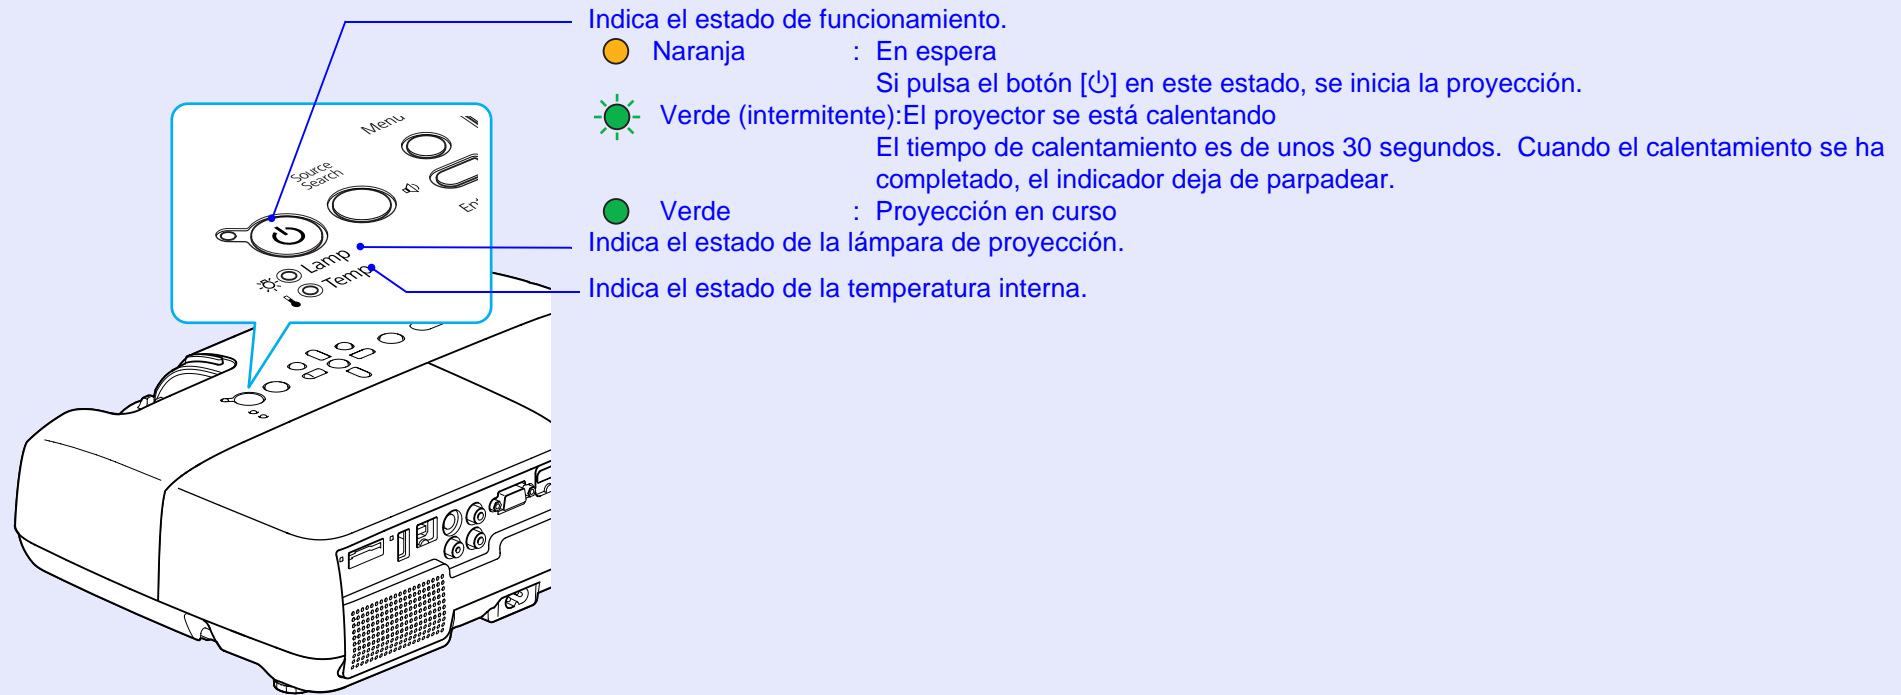 Indica el estado de funcionamiento.
Naranja : En espera
Si pulsa el botón [⏻] en este estado, se inicia la proyección.
Verde (intermitente):El proyector se está calentando
El tiempo de calentamiento es de unos 30 segundos. Cuando el calentamiento se ha
completado, el indicador deja de parpadear.
Verde : Proyección en curso
Indica el estado de la lámpara de proyección.
Indica el estado de la temperatura interna.
Menu
Source
Search
Lamp
Temp